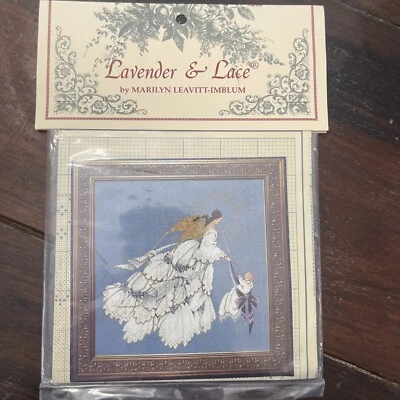 Lavender & Lace®
by MARILYN LEAVITT-IMBLUM